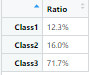 Ratio
Class1 12.3%
Class2 16.0%
Class3 71.7%